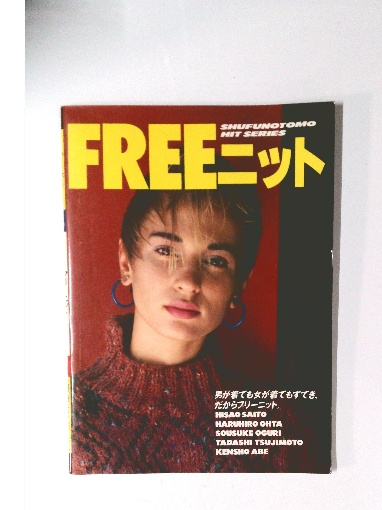 SHUFUNOTOMO
HIT SERIES
FREEニット
男が着ても女が着てもすてき、
だからフリーニット。
HISAO SAITO
HARUHIRO OHTA
SOUSUKE OGURI
TADASHI TSUJIMOTO
KENSHO ABE